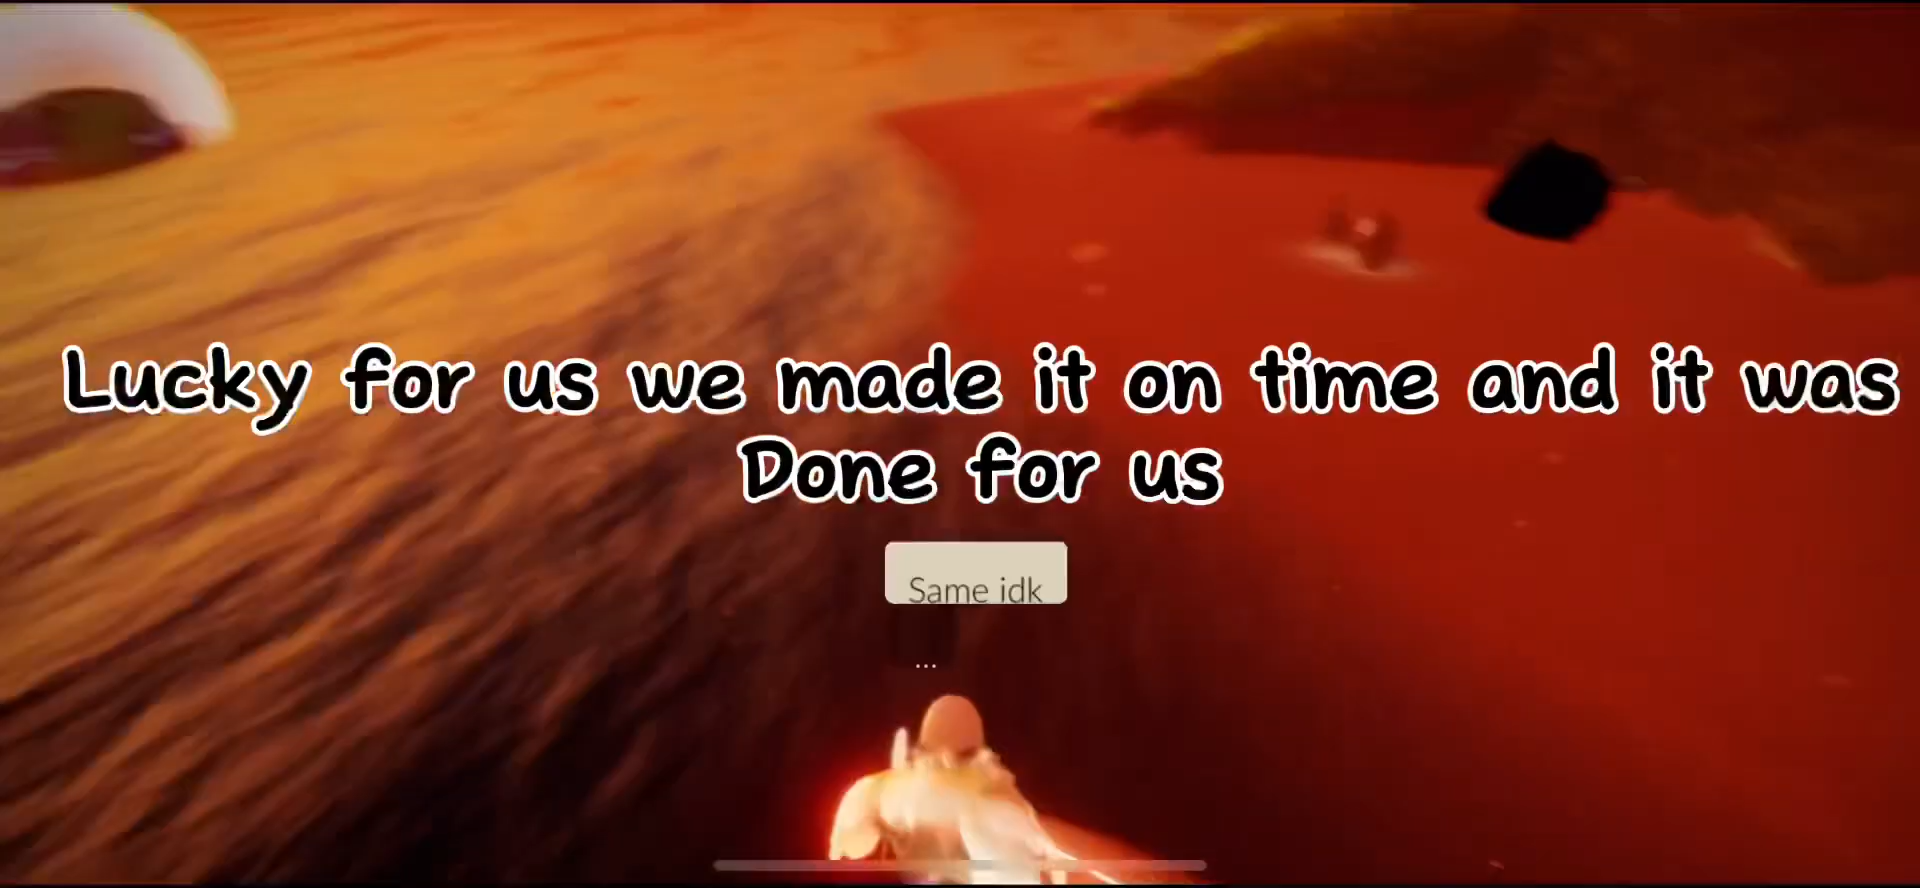 Lucky for us we made it on time and it was
Done for us
Same idk
...